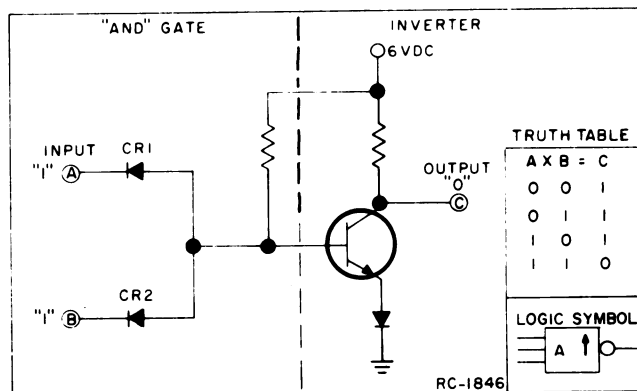 "AND" GATE
INVERTER
6VDC
INPUT
CR1
"1" A
OUTPUT
"0"
C
CR2
"1" B
TRUTH TABLE
A X B = C
0 0 1
0 1 1
1 0 1
1 1 0
LOGIC SYMBOL
A
RC-1846